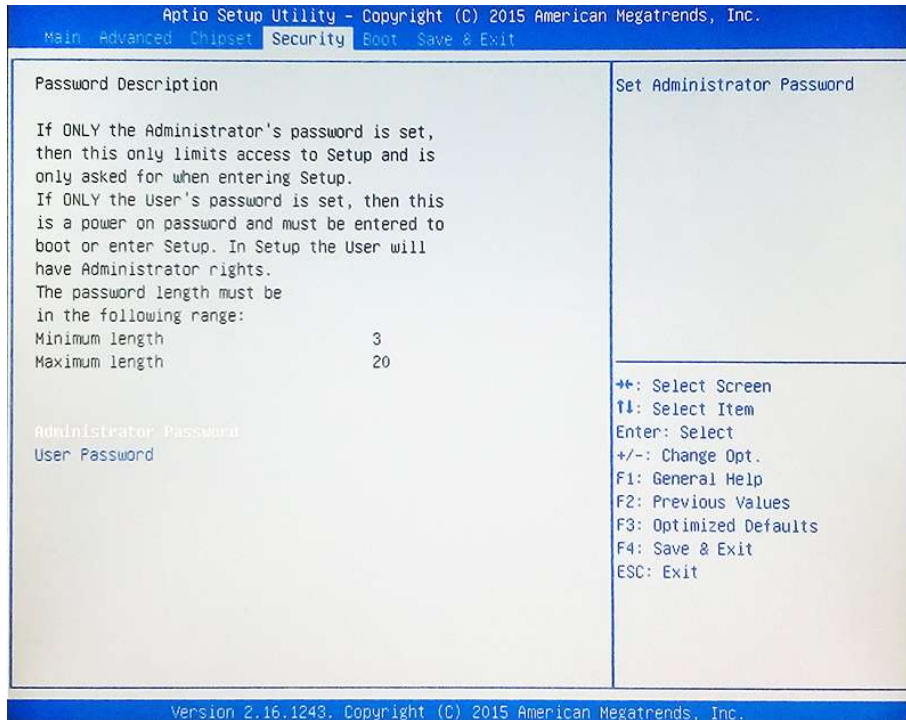 Aptio Setup Utility – Copyright (C) 2015 American Megatrends, Inc.
Main Advanced Chipset Security Boot Save & Exit
Password Description
If ONLY the Administrator's password is set,
then this only limits access to Setup and is
only asked for when entering Setup.
If ONLY the User's password is set, then this
is a power on password and must be entered to
boot or enter Setup. In Setup the User will
have Administrator rights.
The password length must be
in the following range:
Minimum length 3
Maximum length 20
Administrator Password
User Password
Set Administrator Password
→←: Select Screen
↑↓: Select Item
Enter: Select
+/-: Change Opt.
F1: General Help
F2: Previous Values
F3: Optimized Defaults
F4: Save & Exit
ESC: Exit
Version 2.16.1243. Copyright (C) 2015 American Megatrends, Inc.